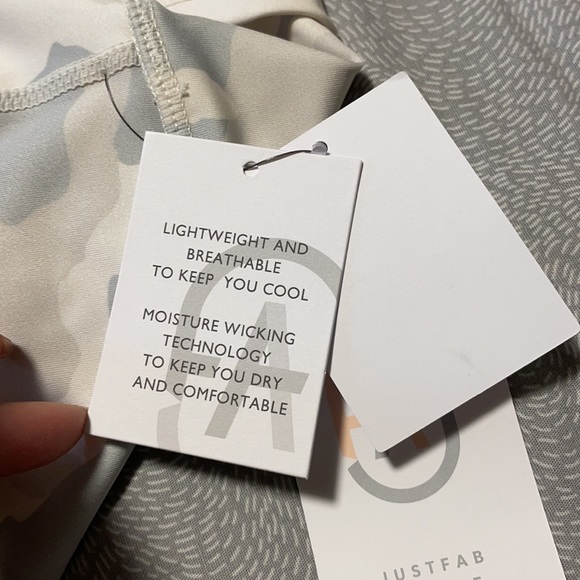 LIGHTWEIGHT AND
BREATHABLE
TO KEEP YOU COOL
MOISTURE WICKING
TECHNOLOGY
TO KEEP YOU DRY
AND COMFORTABLE
JUSTFAB